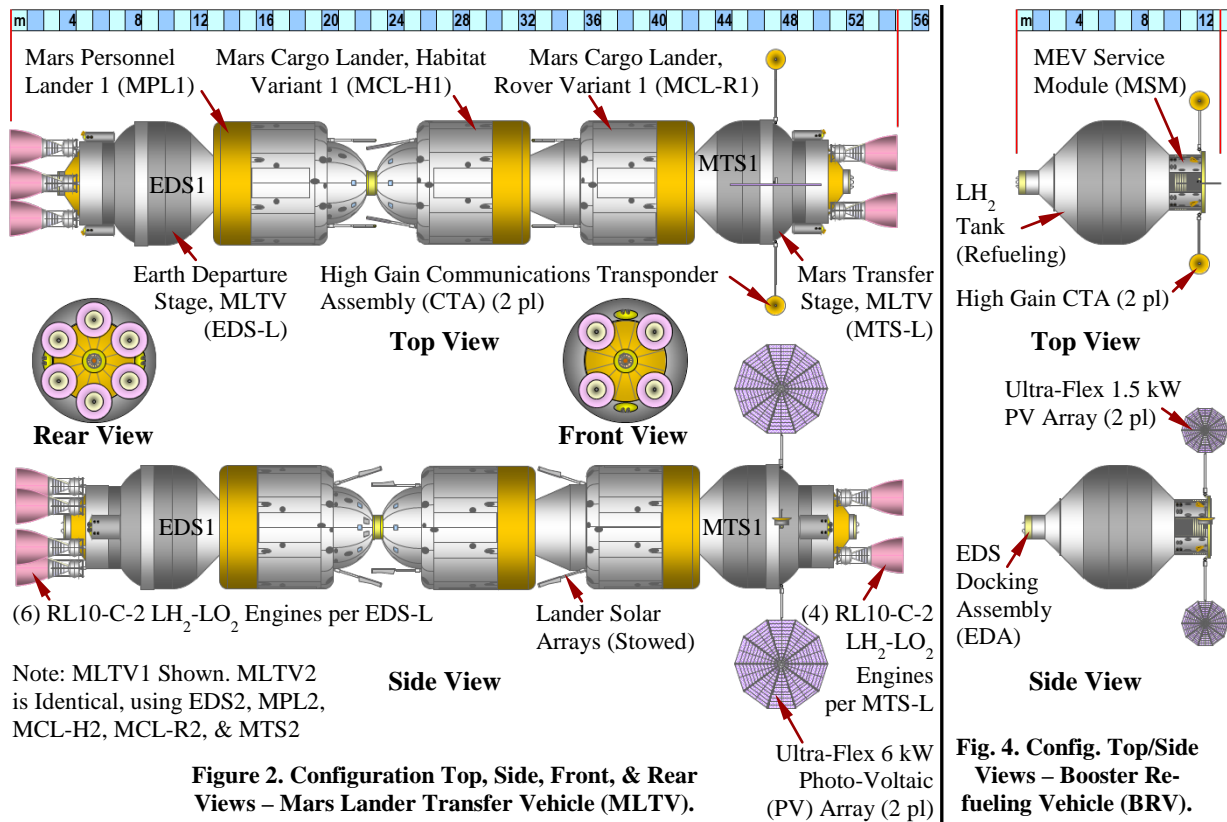 m 4 8 12 16 20 24 28 32 36 40 44 48 52 56
Mars Personnel
Lander 1 (MPL1)
Mars Cargo Lander, Habitat
Variant 1 (MCL-H1)
Mars Cargo Lander,
Rover Variant 1 (MCL-R1)
EDS1
MTS1
Earth Departure
Stage, MLTV
(EDS-L)
High Gain Communications Transponder
Assembly (CTA) (2 pl)
Mars Transfer
Stage, MLTV
(MTS-L)
Top View
Rear View
Front View
EDS1
MTS1
(6) RL10-C-2 LH2-LO2 Engines per EDS-L
Lander Solar
Arrays (Stowed)
(4) RL10-C-2
LH2-LO2
Engines
per MTS-L
Note: MLTV1 Shown. MLTV2
is Identical, using EDS2, MPL2,
MCL-H2, MCL-R2, & MTS2
Side View
Ultra-Flex 6 kW
Photo-Voltaic
(PV) Array (2 pl)
Figure 2. Configuration Top, Side, Front, & Rear
Views – Mars Lander Transfer Vehicle (MLTV).
m 4 8 12
MEV Service
Module (MSM)
LH2
Tank
(Refueling)
High Gain CTA (2 pl)
Top View
Ultra-Flex 1.5 kW
PV Array (2 pl)
EDS
Docking
Assembly
(EDA)
Side View
Fig. 4. Config. Top/Side
Views – Booster Re-
fueling Vehicle (BRV).